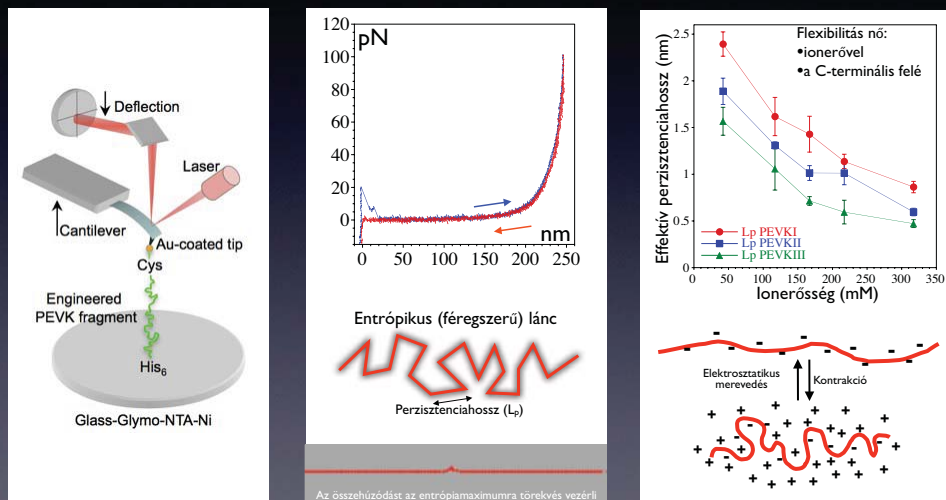 Deflection
Laser
Cantilever
Au-coated tip
Cys
Engineered
PEVK fragment
His6
Glass-Glymo-NTA-Ni
pN
120
100
80
60
40
20
0
nm
0 50 100 150 200 250
Entrópikus (féregszerű) lánc
Perzisztenciahossz (LP)
Az összehúzódást az entrópiamaximumra törekvés vezérli
Effektív perzisztenciahossz (nm)
2.5
2
1.5
1
0.5
0
Flexibilitás nő:
•ionerővel
•a C-terminális felé
Lp PEVKI
Lp PEVKII
Lp PEVKIII
0 50 100 150 200 250 300 350
Ionerősség (mM)
Elektrosztatikus
merevedés
Kontrakció